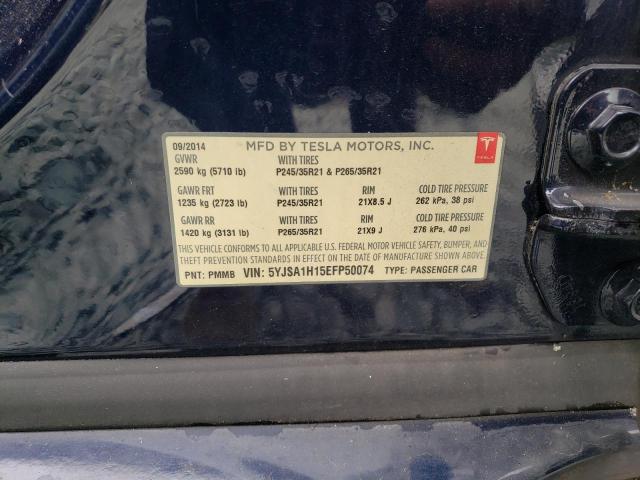 09/2014 MFD BY TESLA MOTORS, INC.
GVWR WITH TIRES
2590 kg (5710 lb) P245/35R21 & P265/35R21
GAWR FRT WITH TIRES RIM COLD TIRE PRESSURE
1235 kg (2723 lb) P245/35R21 21X8.5 J 262 kPa, 38 psi
GAWR RR WITH TIRES RIM COLD TIRE PRESSURE
1420 kg (3131 lb) P265/35R21 21X9 J 276 kPa, 40 psi
THIS VEHICLE CONFORMS TO ALL APPLICABLE U.S. FEDERAL MOTOR VEHICLE SAFETY, BUMPER, AND
THEFT PREVENTION STANDARDS IN EFFECT ON THE DATE OF MANUFACTURE SHOWN ABOVE.
PNT: PMMB VIN: 5YJSA1H15EFP50074 TYPE: PASSENGER CAR
TESLA